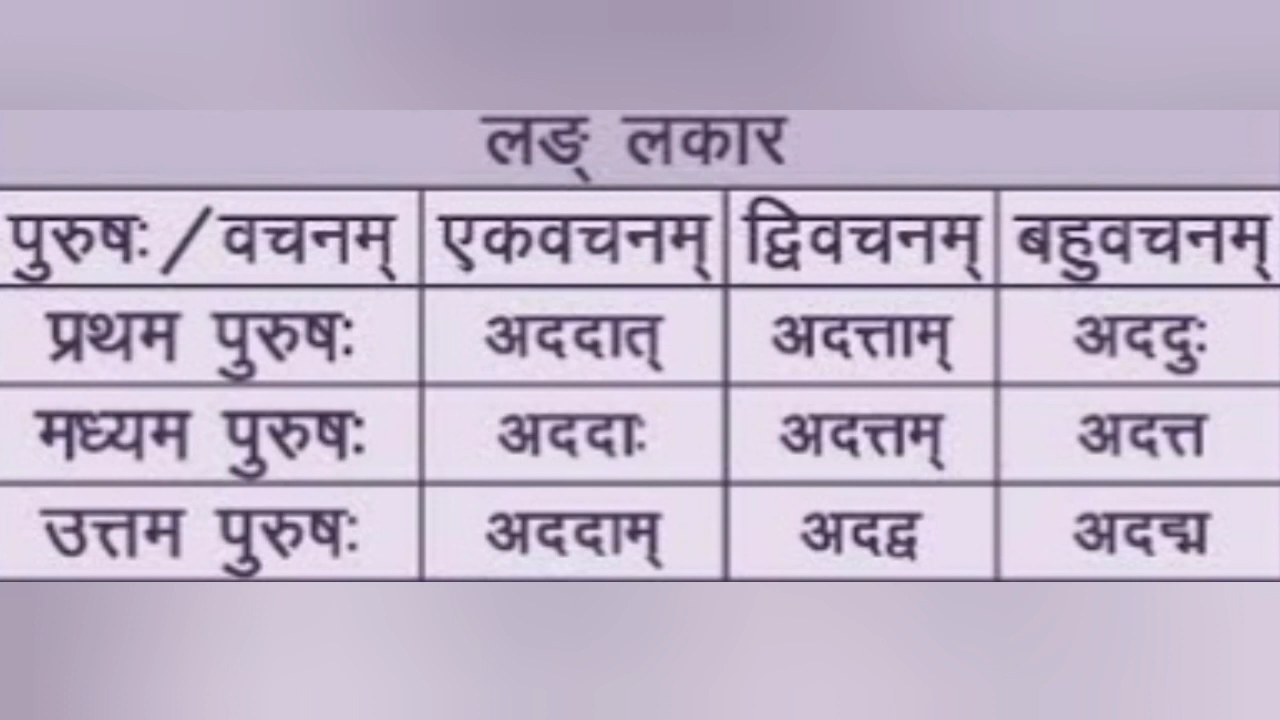 लङ् लकार
पुरुषः/वचनम् एकवचनम् द्विवचनम् बहुवचनम्
प्रथम पुरुषः अददात् अदत्ताम् अददुः
मध्यम पुरुषः अददाः अदत्तम् अदत्त
उत्तम पुरुषः अददाम् अदद्व अदद्म